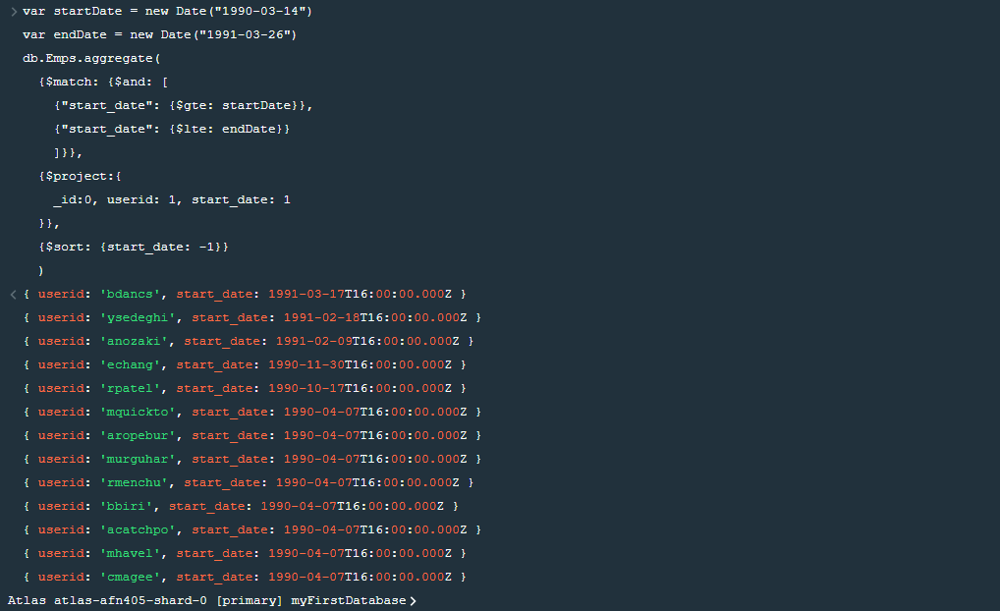 > var startDate = new Date("1990-03-14")
var endDate = new Date("1991-03-26")
db.Emps.aggregate(
{$match: {$and: [
{"start_date": {$gte: startDate}},
{"start_date": {$lte: endDate}}
]}},
{$project:{
_id:0, userid: 1, start_date: 1
}},
{$sort: {start_date: -1}}
)
< { userid: 'bdancs', start_date: 1991-03-17T16:00:00.000Z }
{ userid: 'ysedeghi', start_date: 1991-02-18T16:00:00.000Z }
{ userid: 'anozaki', start_date: 1991-02-09T16:00:00.000Z }
{ userid: 'echang', start_date: 1990-11-30T16:00:00.000Z }
{ userid: 'rpatel', start_date: 1990-10-17T16:00:00.000Z }
{ userid: 'mquickto', start_date: 1990-04-07T16:00:00.000Z }
{ userid: 'aropebur', start_date: 1990-04-07T16:00:00.000Z }
{ userid: 'murguhar', start_date: 1990-04-07T16:00:00.000Z }
{ userid: 'rmenchu', start_date: 1990-04-07T16:00:00.000Z }
{ userid: 'bbiri', start_date: 1990-04-07T16:00:00.000Z }
{ userid: 'acatchpo', start_date: 1990-04-07T16:00:00.000Z }
{ userid: 'mhavel', start_date: 1990-04-07T16:00:00.000Z }
{ userid: 'cmagee', start_date: 1990-04-07T16:00:00.000Z }
Atlas atlas-afn405-shard-0 [primary] myFirstDatabase>